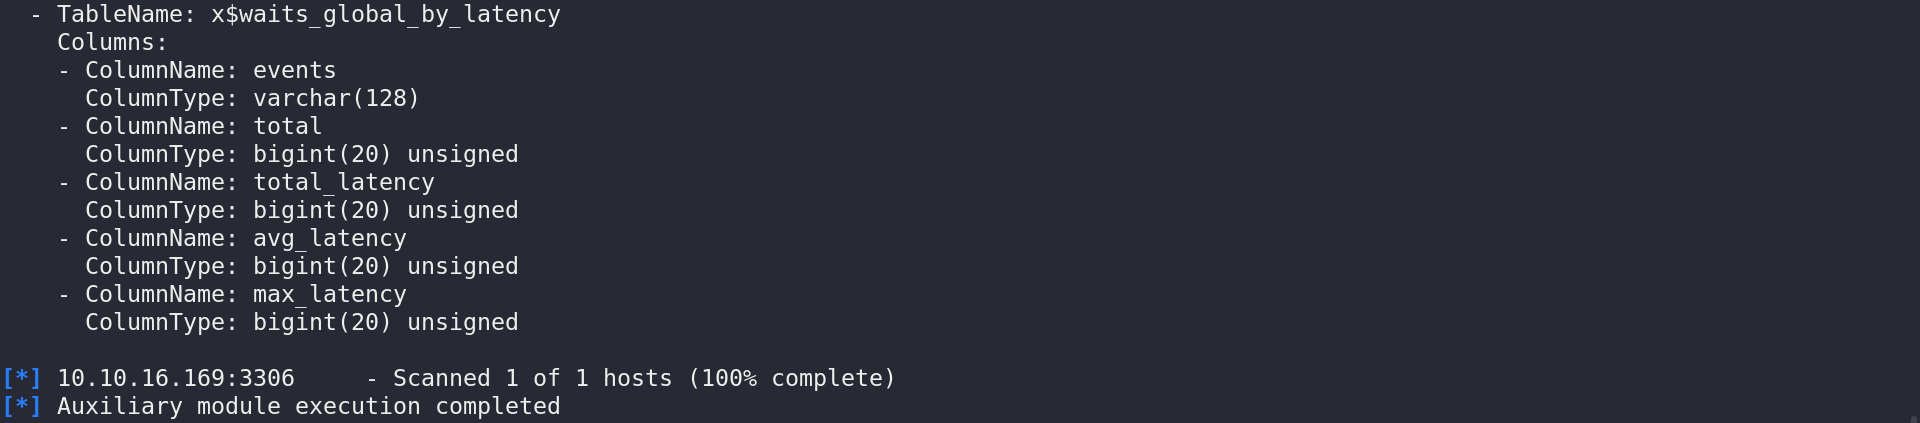 - TableName: x$waits_global_by_latency
Columns:
- ColumnName: events
ColumnType: varchar(128)
- ColumnName: total
ColumnType: bigint(20) unsigned
- ColumnName: total_latency
ColumnType: bigint(20) unsigned
- ColumnName: avg_latency
ColumnType: bigint(20) unsigned
- ColumnName: max_latency
ColumnType: bigint(20) unsigned
[*] 10.10.16.169:3306     - Scanned 1 of 1 hosts (100% complete)
[*] Auxiliary module execution completed